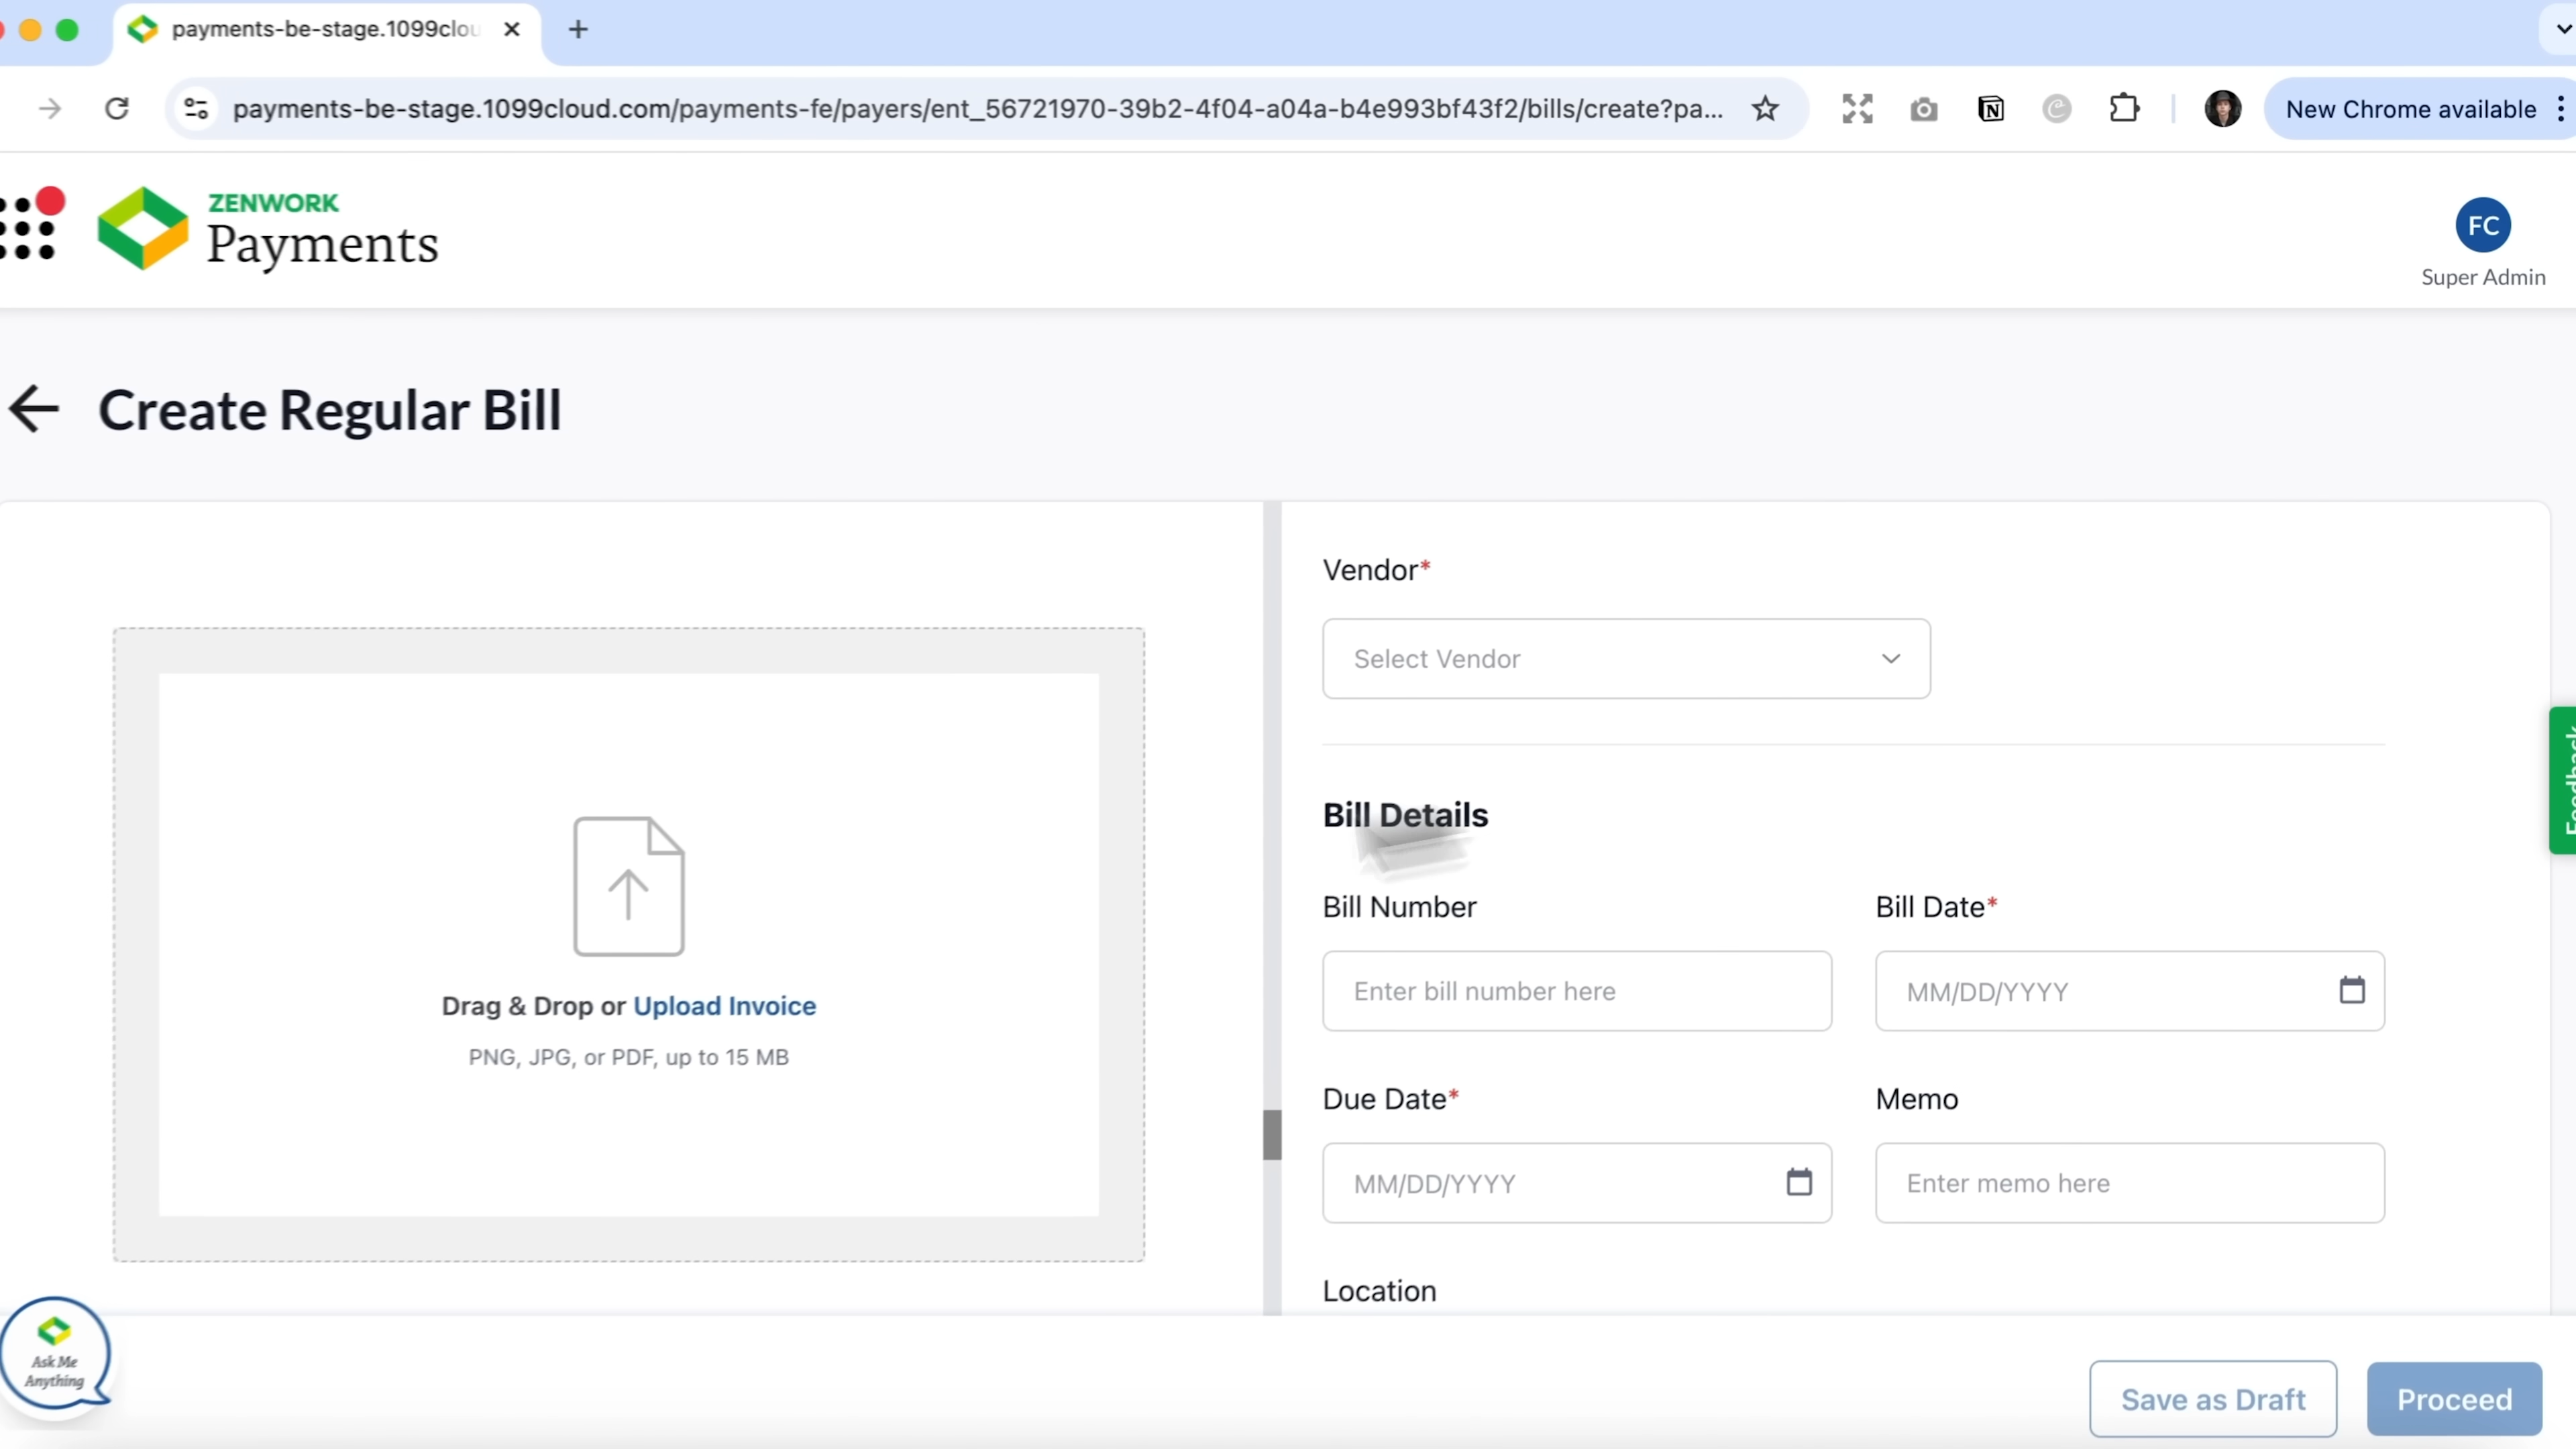 payments-be-stage.1099clou
payments-be-stage.1099cloud.com/payments-fe/payers/ent_56721970-39b2-4f04-a04a-b4e993bf43f2/bills/create?pa...
New Chrome available
ZENWORK
Payments
FC
Super Admin
Create Regular Bill
Vendor*
Select Vendor
Feedback
Bill Details
Bill Number
Bill Date*
Enter bill number here
MM/DD/YYYY
Drag & Drop or Upload Invoice
PNG, JPG, or PDF, up to 15 MB
Due Date*
Memo
MM/DD/YYYY
Enter memo here
Location
Ask Me
Anything
Save as Draft
Proceed